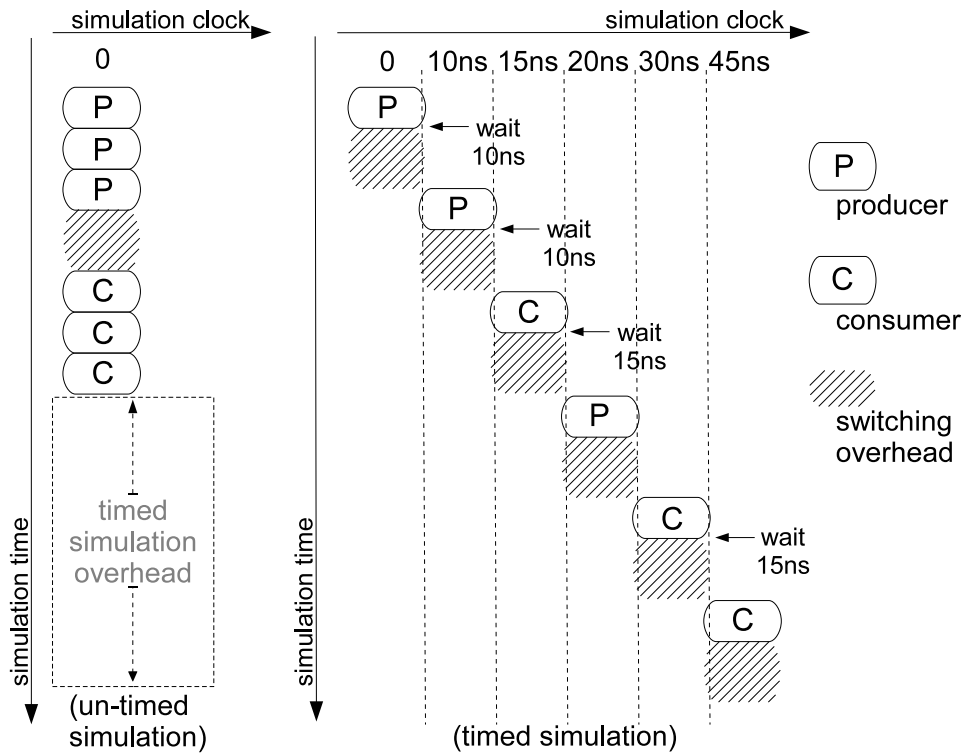 simulation clock
0
P
P
P
C
C
C
timed
simulation
overhead
simulation time
(un-timed
simulation)
simulation clock
0 10ns 15ns 20ns 30ns 45ns
P
wait
10ns
P
wait
10ns
C
wait
15ns
P
C
wait
15ns
C
simulation time
(timed simulation)
P
producer
C
consumer
switching
overhead